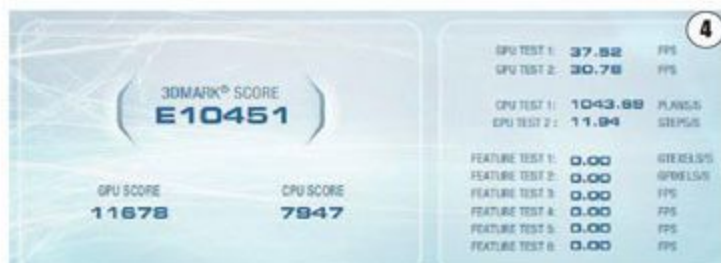 4
3DMARK® SCORE
E10451
GPU SCORE
11678
CPU SCORE
7947
GPU TEST 1: 37.52 FPS
GPU TEST 2: 30.78 FPS
CPU TEST 1: 1043.69 PLANS/S
CPU TEST 2: 11.94 STEPS/S
FEATURE TEST 1: 0.00 GTEXELS/S
FEATURE TEST 2: 0.00 GPIXELS/S
FEATURE TEST 3: 0.00 FPS
FEATURE TEST 4: 0.00 FPS
FEATURE TEST 5: 0.00 FPS
FEATURE TEST 6: 0.00 FPS